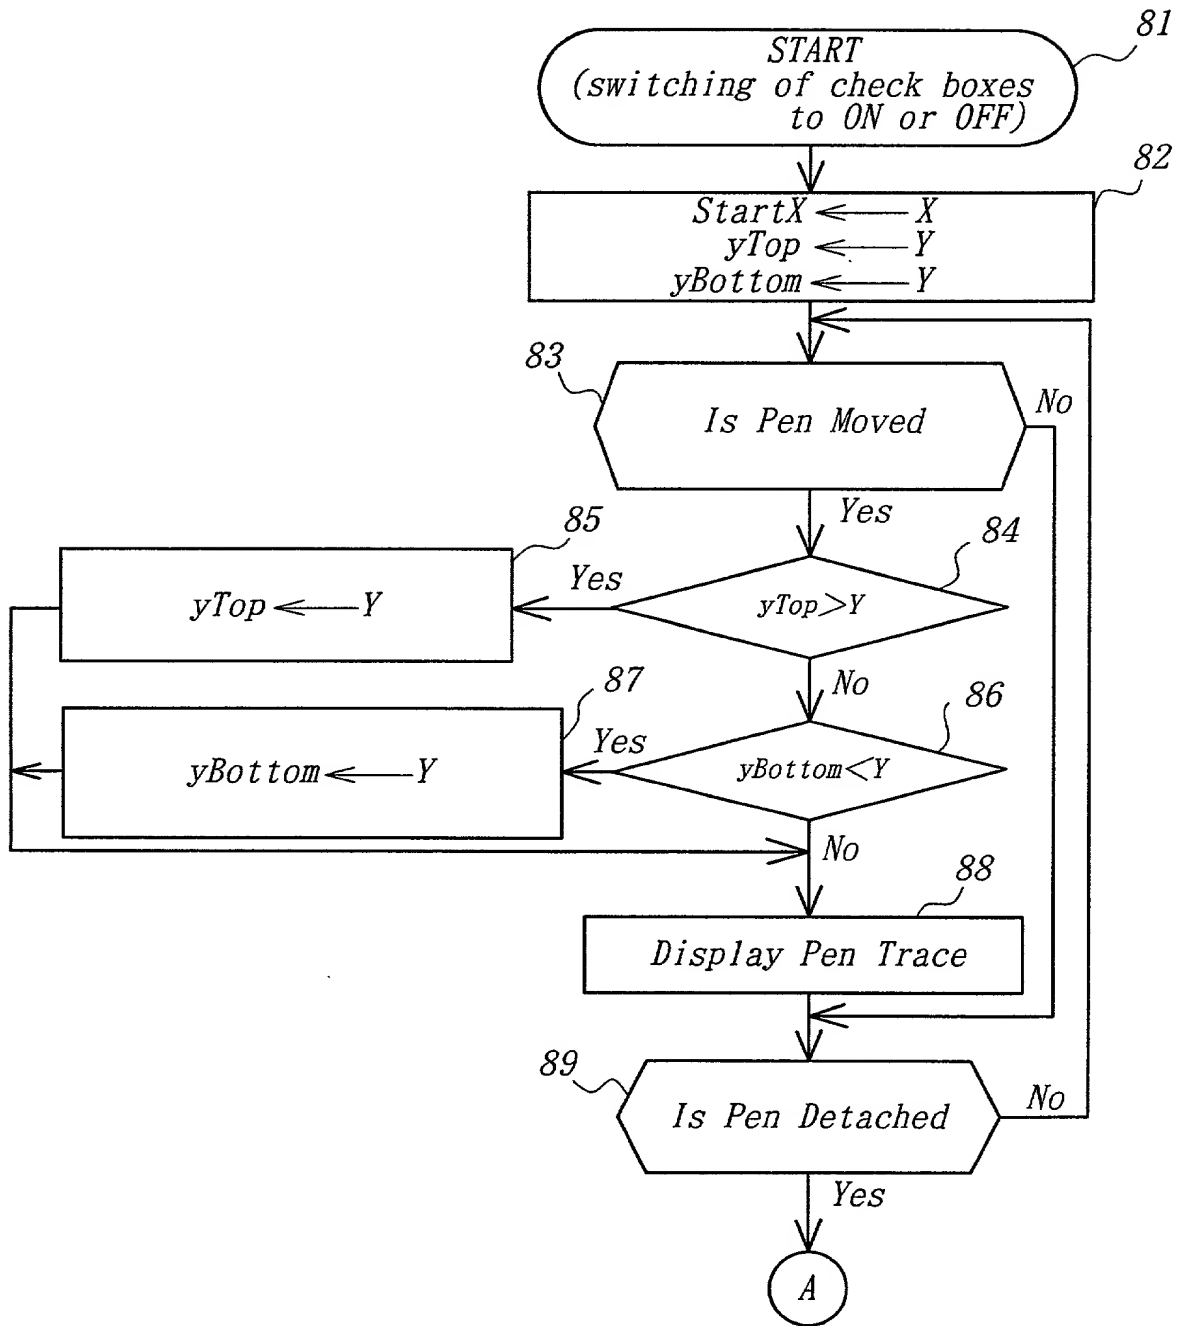 81
START
(switching of check boxes
to ON or OFF)
82
StartX ← X
yTop ← Y
yBottom ← Y
83
Is Pen Moved
No
Yes
84
yTop>Y
Yes
85
yTop ← Y
No
86
yBottom<Y
Yes
87
yBottom ← Y
No
88
Display Pen Trace
89
Is Pen Detached
No
Yes
A